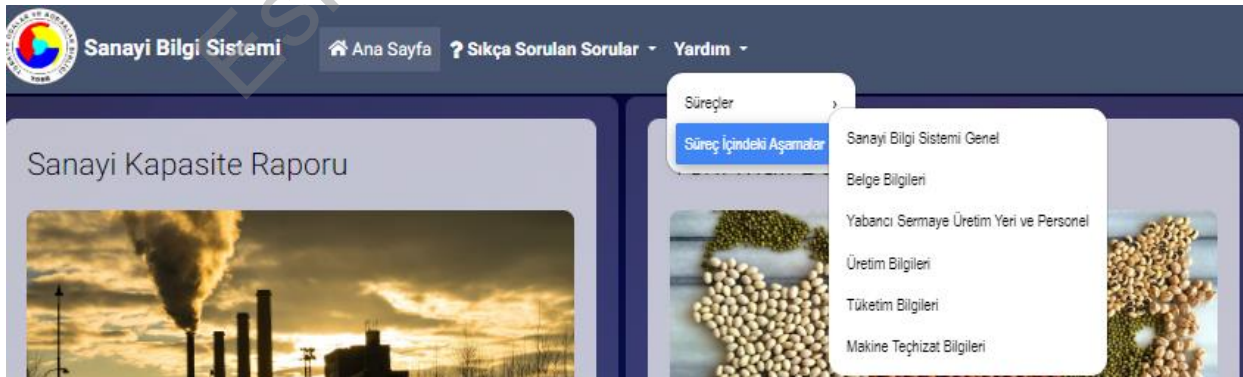 Sanayi Bilgi Sistemi
Ana Sayfa
? Sıkça Sorulan Sorular
Yardım
Süreçler
Süreç İçindeki Aşamalar
Sanayi Bilgi Sistemi Genel
Belge Bilgileri
Yabancı Sermaye Üretim Yeri ve Personel
Üretim Bilgileri
Tüketim Bilgileri
Makine Teçhizat Bilgileri
Sanayi Kapasite Raporu